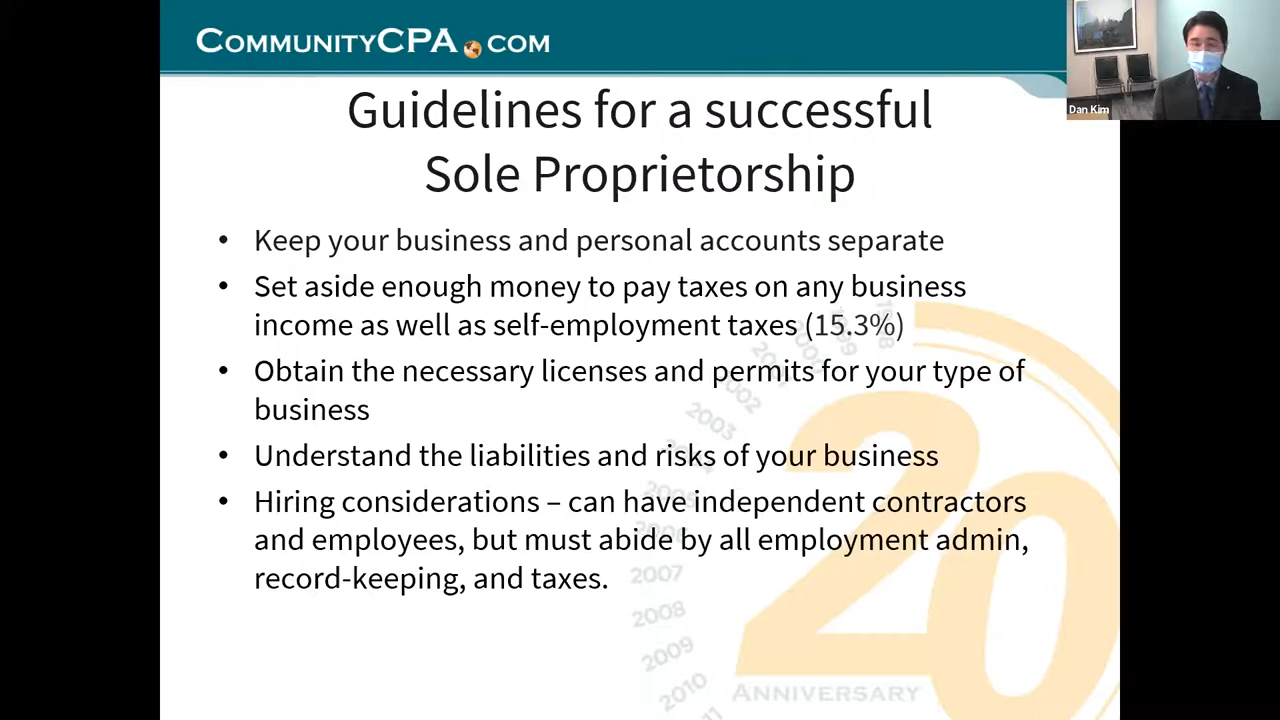 COMMUNITYCPA.COM
Dan Kim
Guidelines for a successful
Sole Proprietorship
• Keep your business and personal accounts separate
• Set aside enough money to pay taxes on any business
income as well as self-employment taxes (15.3%)
• Obtain the necessary licenses and permits for your type of
business
• Understand the liabilities and risks of your business
• Hiring considerations – can have independent contractors
and employees, but must abide by all employment admin,
record-keeping, and taxes.
2002
2003
2007
2008
2009
2010
20
ANNIVERSARY